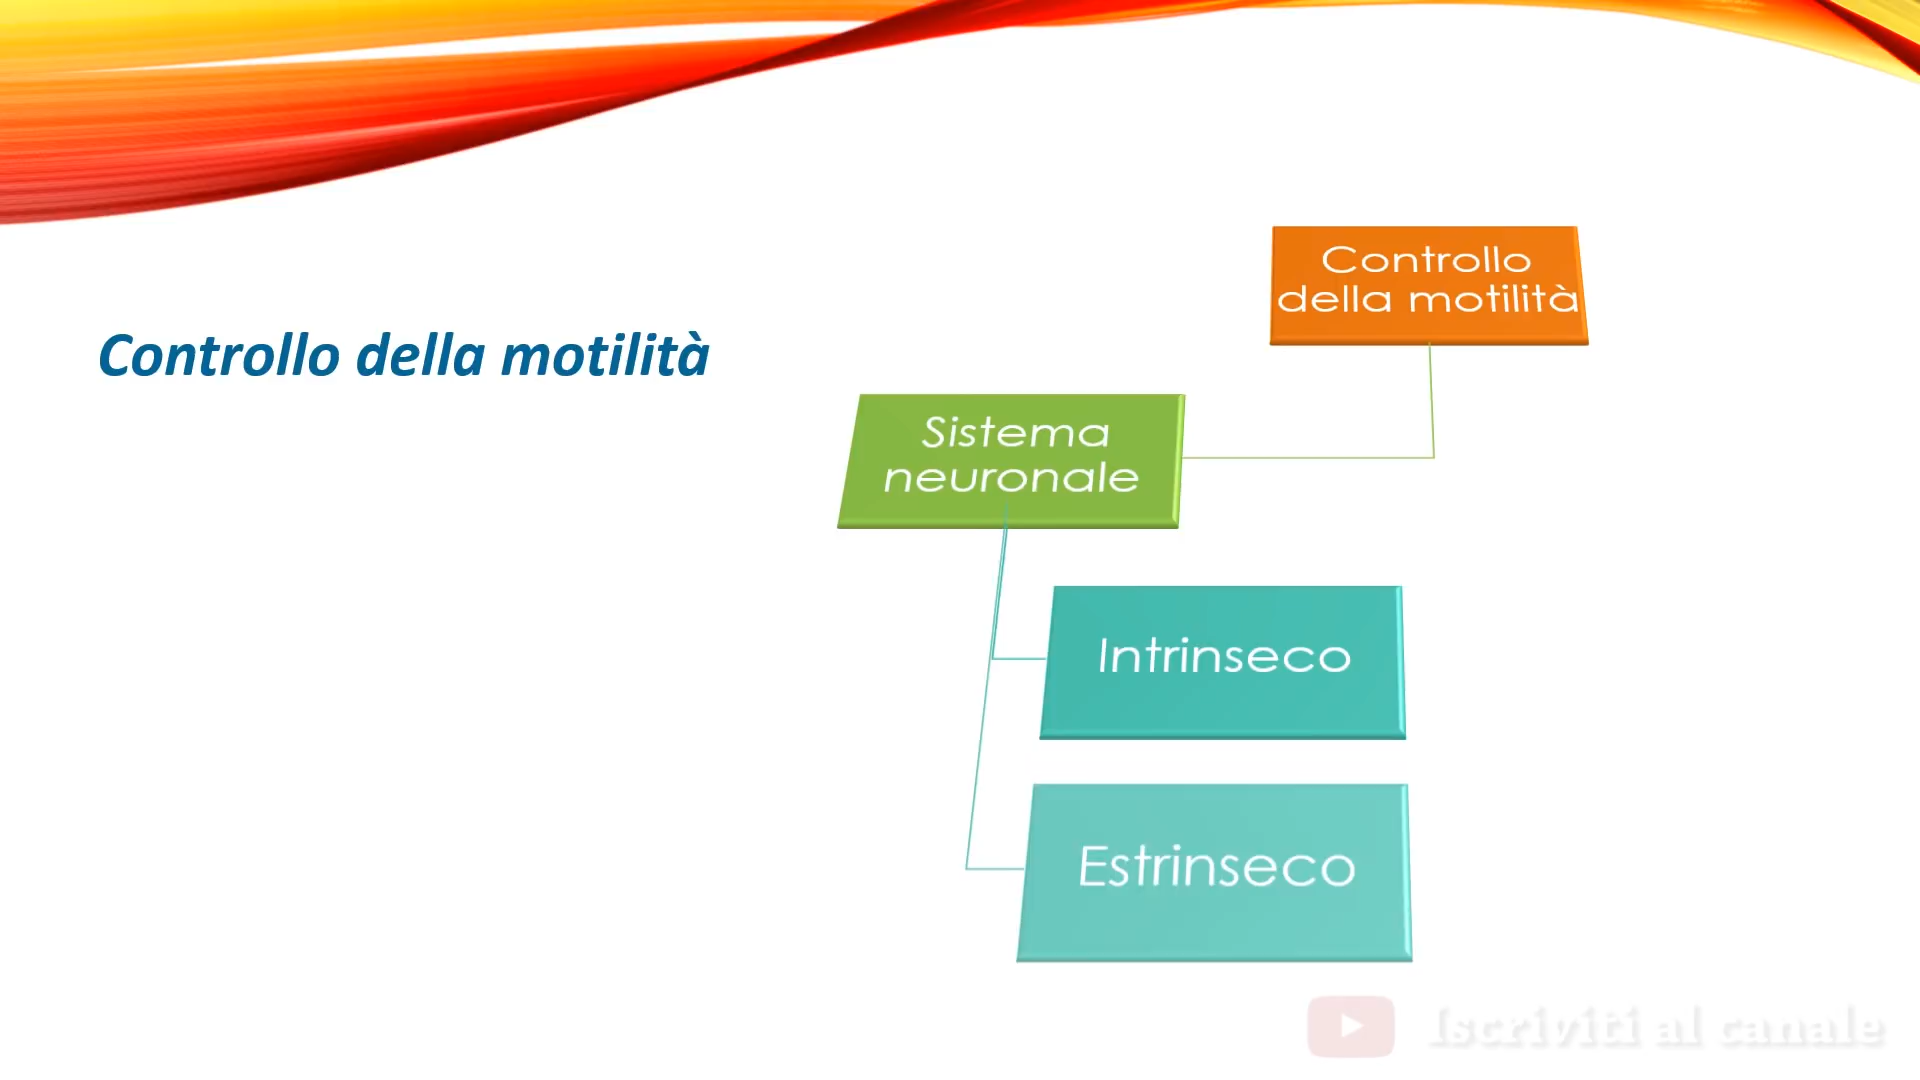 Controllo della motilità
Controllo
della motilità
Sistema
neuronale
Intrinseco
Estrinseco
Iscriviti al canale